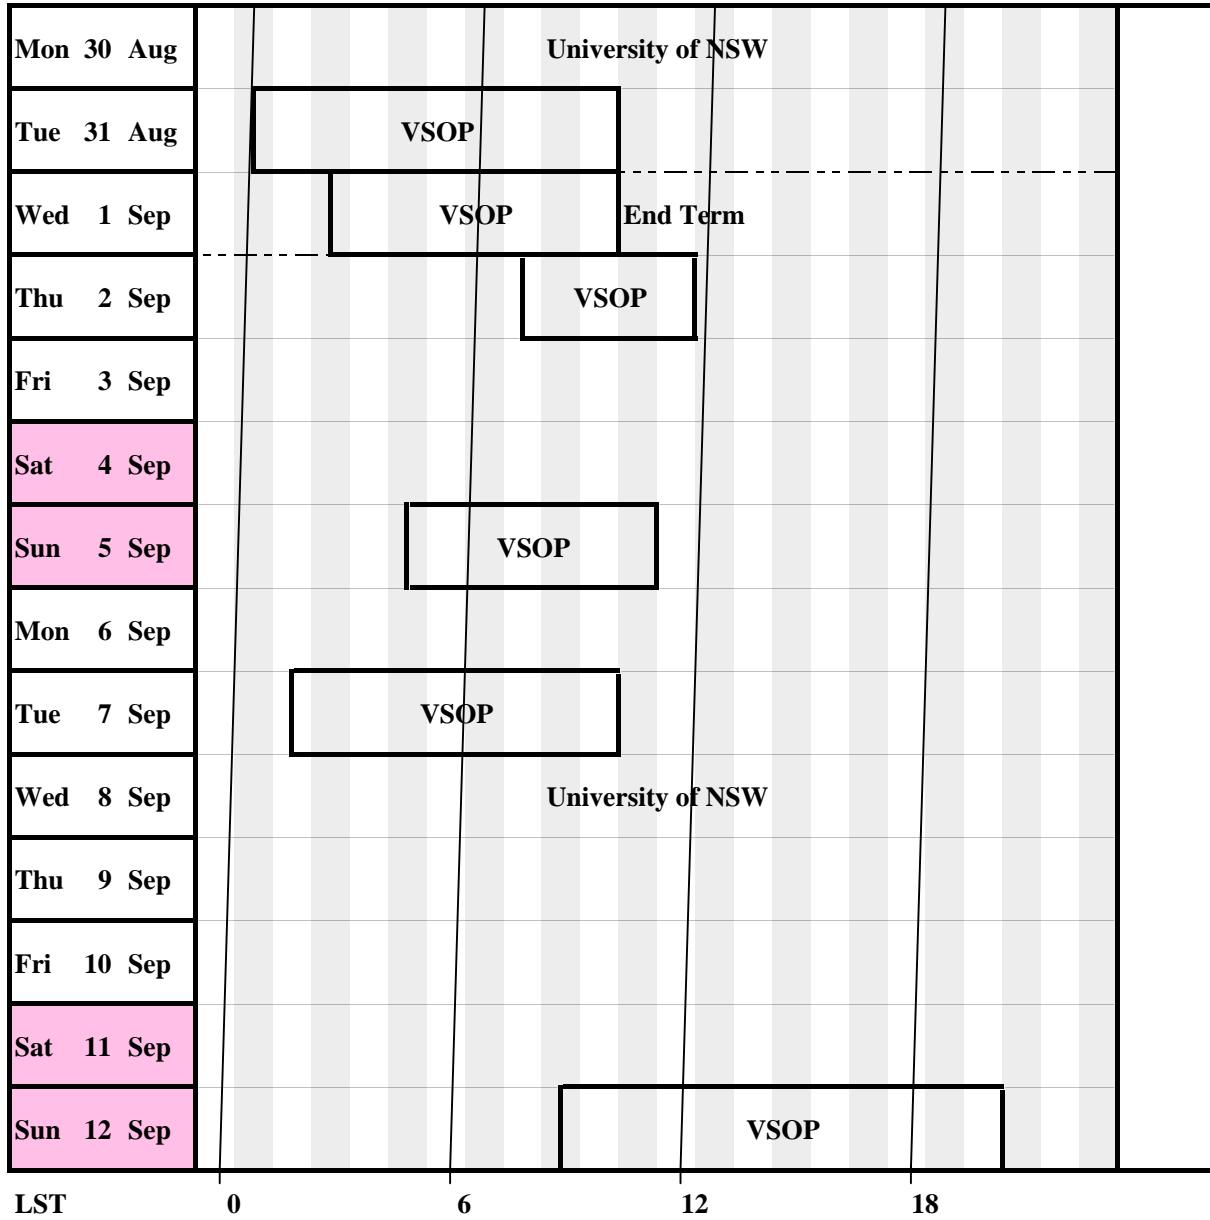 Mon 30 Aug University of NSW
Tue 31 Aug VSOP
Wed 1 Sep VSOP End Term
Thu 2 Sep VSOP
Fri 3 Sep
Sat 4 Sep
Sun 5 Sep VSOP
Mon 6 Sep
Tue 7 Sep VSOP
Wed 8 Sep University of NSW
Thu 9 Sep
Fri 10 Sep
Sat 11 Sep
Sun 12 Sep VSOP
LST 0 6 12 18